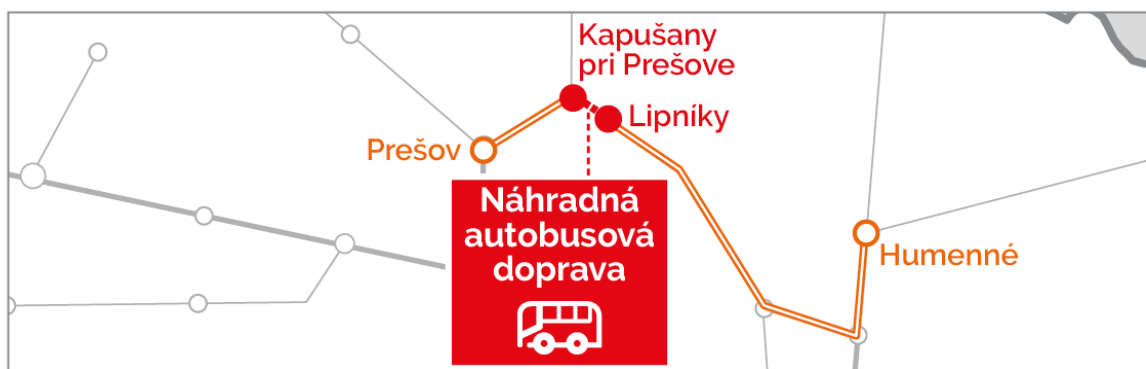 Kapušany
pri Prešove
Lipníky
Prešov
Náhradná
autobusová
doprava
Humenné